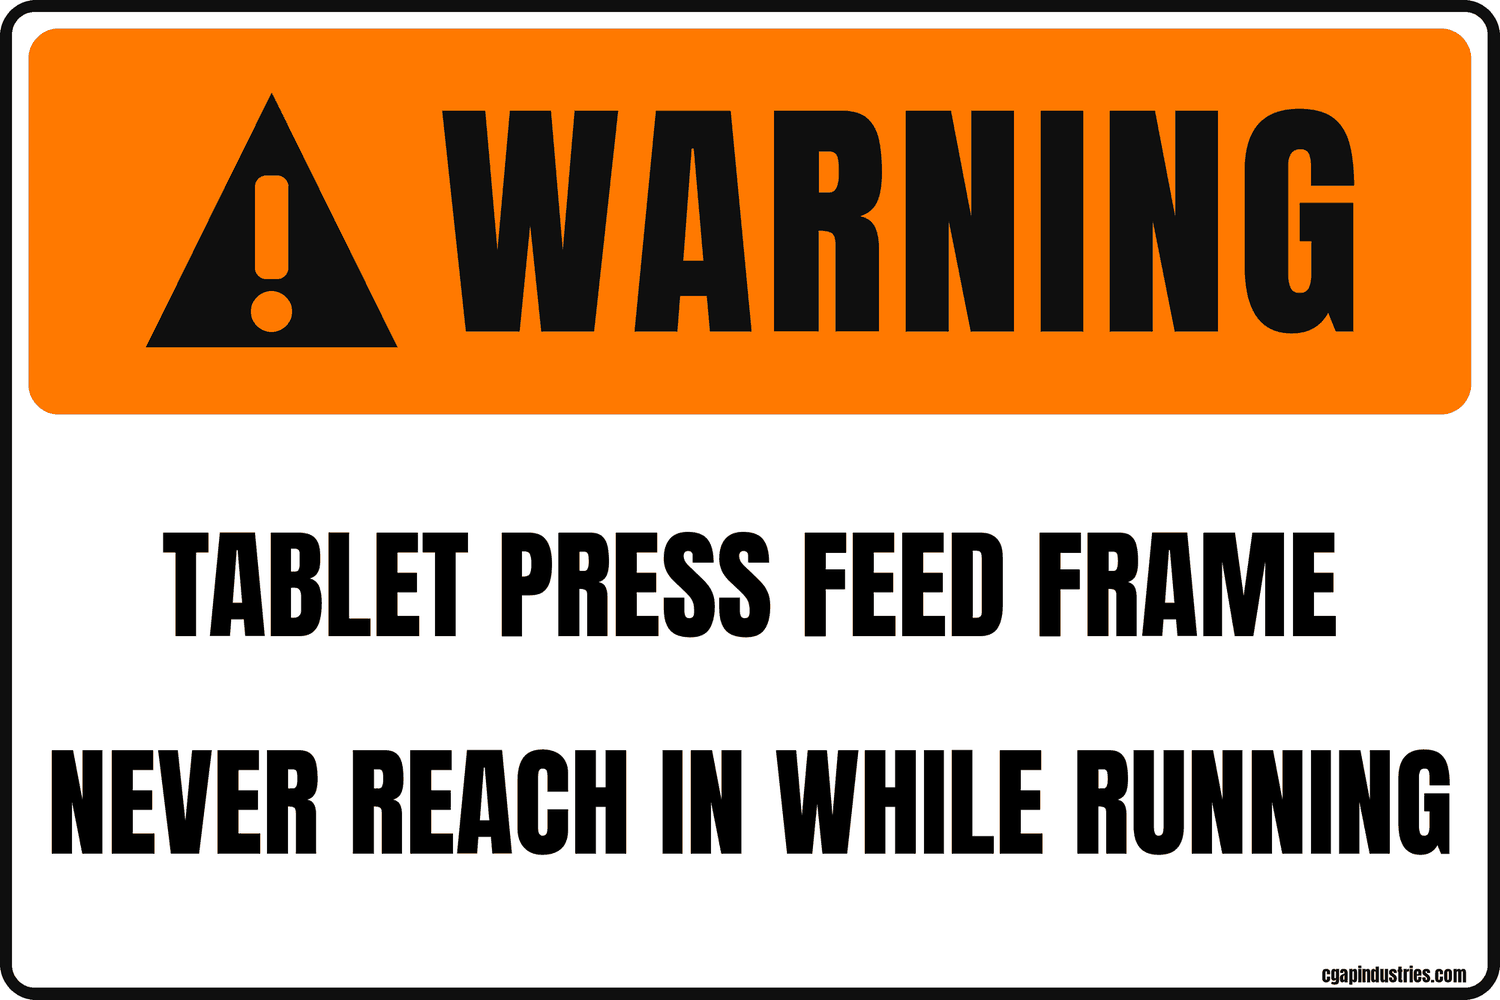 WARNING
TABLET PRESS FEED FRAME
NEVER REACH IN WHILE RUNNING
cgapindustries.com